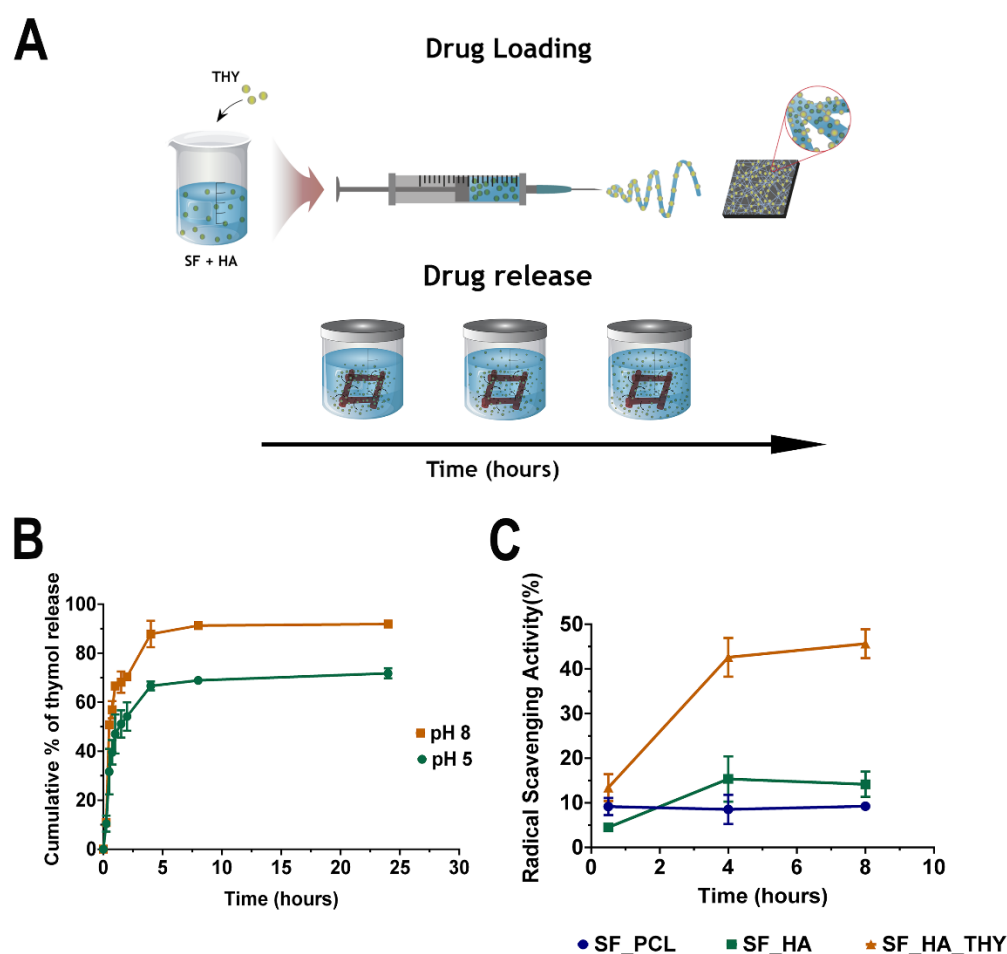 A
Drug Loading
THY
SF + HA
Drug release
Time (hours)
B
Cumulative % of thymol release
100
80
60
40
20
0
0 5 10 15 20 25 30
Time (hours)
pH 8
pH 5
C
Radical Scavenging Activity(%)
50
40
30
20
10
0
0 2 4 6 8 10
Time (hours)
SF_PCL SF_HA SF_HA_THY